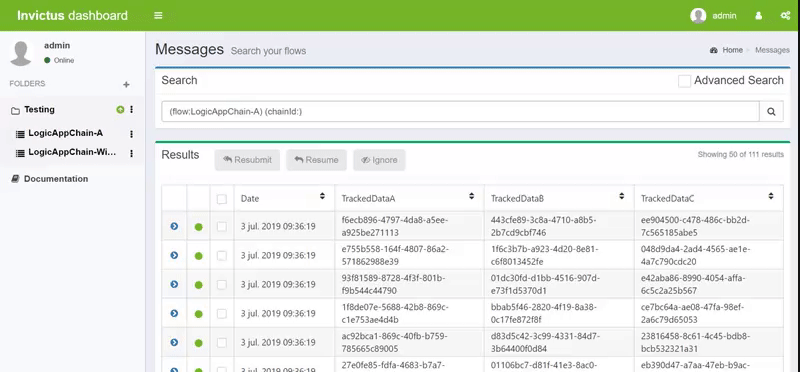 Invictus dashboard
admin
admin
Online
FOLDERS
Testing
LogicAppChain-A
LogicAppChain-Wi...
Documentation
Messages Search your flows
Home Messages
Search
Advanced Search
(flow:LogicAppChain-A) (chainId:)
Results
Resubmit
Resume
Ignore
Showing 50 of 111 results
Date TrackedDataA TrackedDataB TrackedDataC
3 jul. 2019 09:36:19
f6ecb896-4797-4da8-a5ee-
a925be271113
443cfe89-3c8a-4710-a8b5-
2b7cd9cbf746
ee904500-c478-486c-bb2d-
7c565185abe5
3 jul. 2019 09:36:19
e755b558-164f-4807-86a2-
571862988e39
1f6c3b7b-a923-4d20-8e81-
c6f8013452fe
048d9da4-2ad4-4565-ae1e-
4a7c790cdc20
3 jul. 2019 09:36:19
93f81589-8728-4f3f-801b-
f9b544c44790
01dc30fd-d1bb-4516-907d-
e73f1d5370d1
e42aba86-8990-4054-affa-
6c5c2a25b567
3 jul. 2019 09:36:19
1f8de07e-5688-42b8-869c-
c1e753ae4d4b
bbab5f46-2820-4f19-8a38-
0c17fe872f8f
ce7bc64a-ae08-47fa-98ef-
2a6c79d65053
3 jul. 2019 09:36:19
ac92bca1-869c-40fb-b759-
785665c89005
d83d5c42-3c99-4331-84d7-
3b64400f0d84
23816458-8c61-4c45-bdb8-
bcb532321a31
3 jul. 2019 09:36:19
27e0fe85-fdfa-4683-b7a7-
01106bc7-d81f-41e3-8ac0-
eb390d47-a7aa-47eb-b9ac-